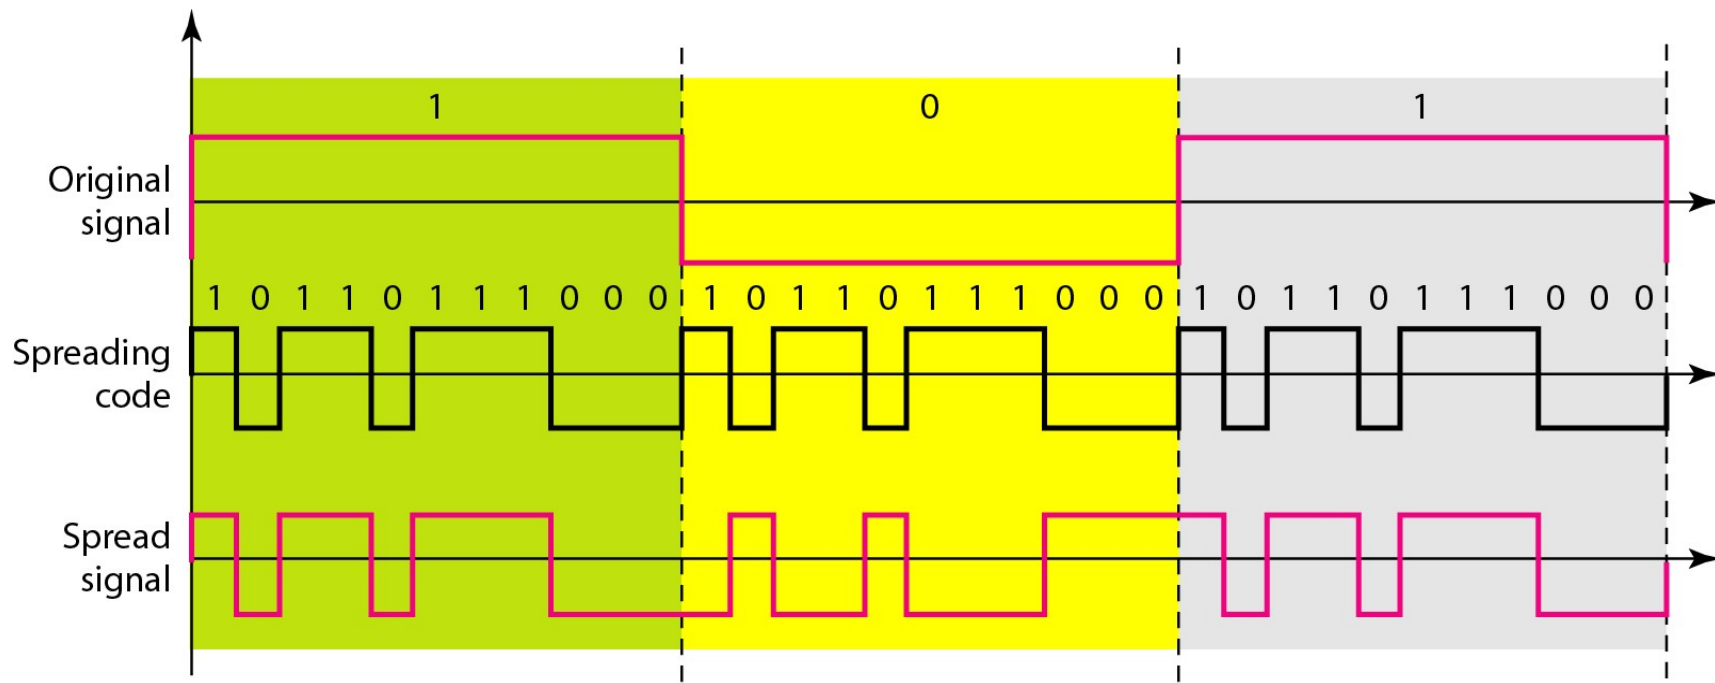 1 0 1
Original
signal
1 0 1 1 0 1 1 1 0 0 0 1 0 1 1 0 1 1 1 0 0 0 1 0 1 1 0 1 1 1 0 0 0
Spreading
code
Spread
signal